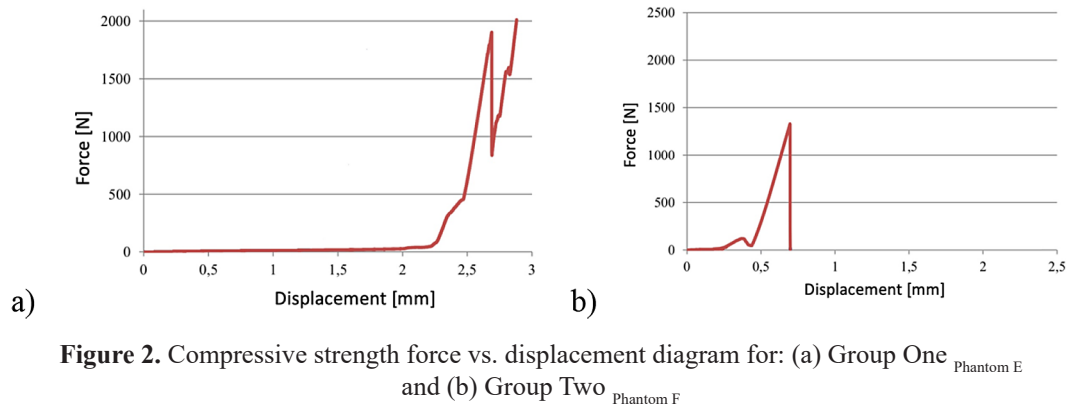 2000
1500
1000
500
0
Force [N]
0 0,5 1 1,5 2 2,5 3
Displacement [mm]
a)
2500
2000
1500
1000
500
0
Force [N]
0 0,5 1 1,5 2 2,5
Displacement [mm]
b)
Figure 2. Compressive strength force vs. displacement diagram for: (a) Group One Phantom E
and (b) Group Two Phantom F